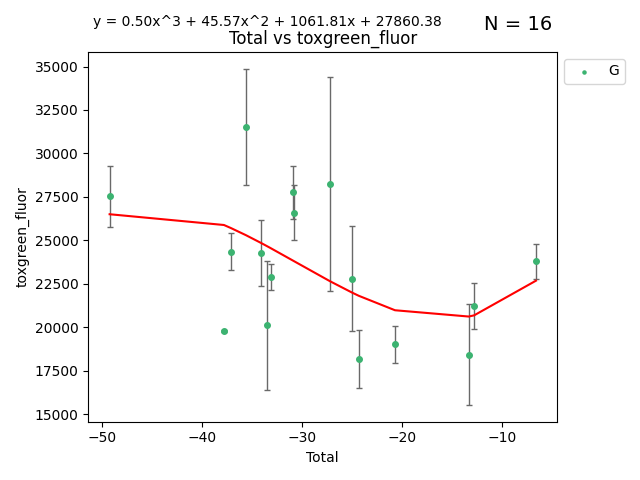 y = 0.50x^3 + 45.57x^2 + 1061.81x + 27860.38
N = 16
Total vs toxgreen_fluor
G
35000
32500
30000
27500
25000
22500
20000
17500
15000
toxgreen_fluor
−50
−40
−30
−20
−10
Total